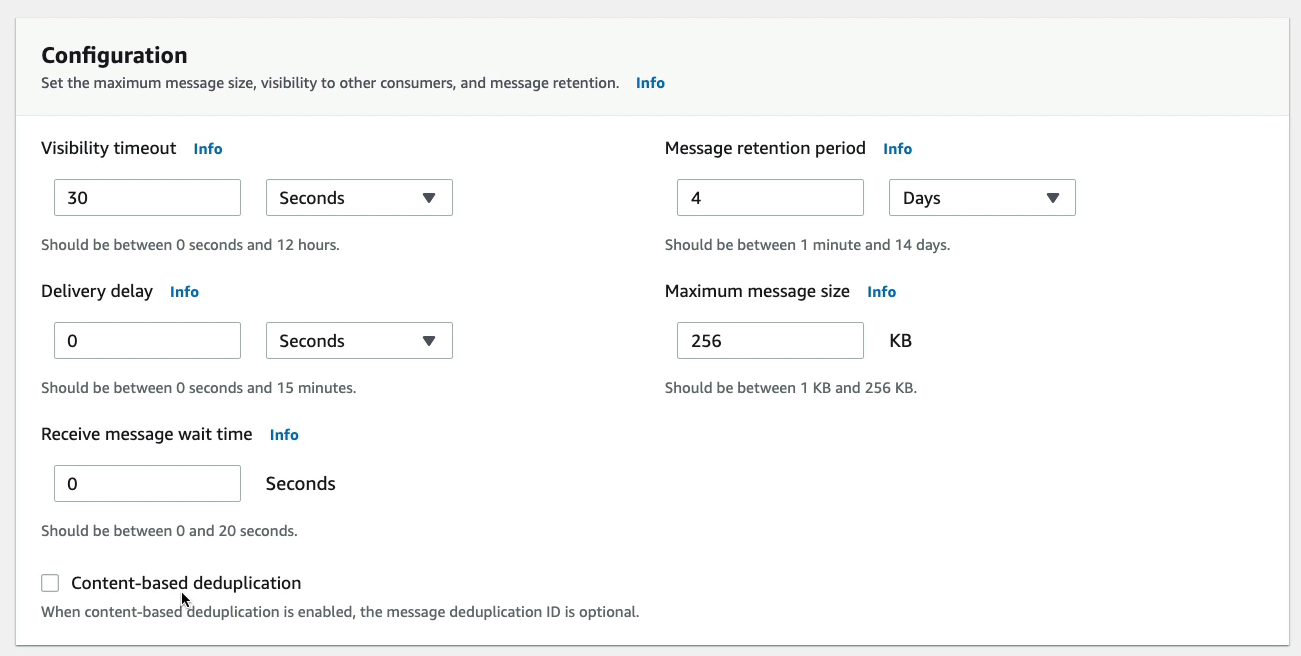 Configuration
Set the maximum message size, visibility to other consumers, and message retention. Info
Visibility timeout Info
30 Seconds
Should be between 0 seconds and 12 hours.
Message retention period Info
4 Days
Should be between 1 minute and 14 days.
Delivery delay Info
0 Seconds
Should be between 0 seconds and 15 minutes.
Maximum message size Info
256 KB
Should be between 1 KB and 256 KB.
Receive message wait time Info
0 Seconds
Should be between 0 and 20 seconds.
Content-based deduplication
When content-based deduplication is enabled, the message deduplication ID is optional.